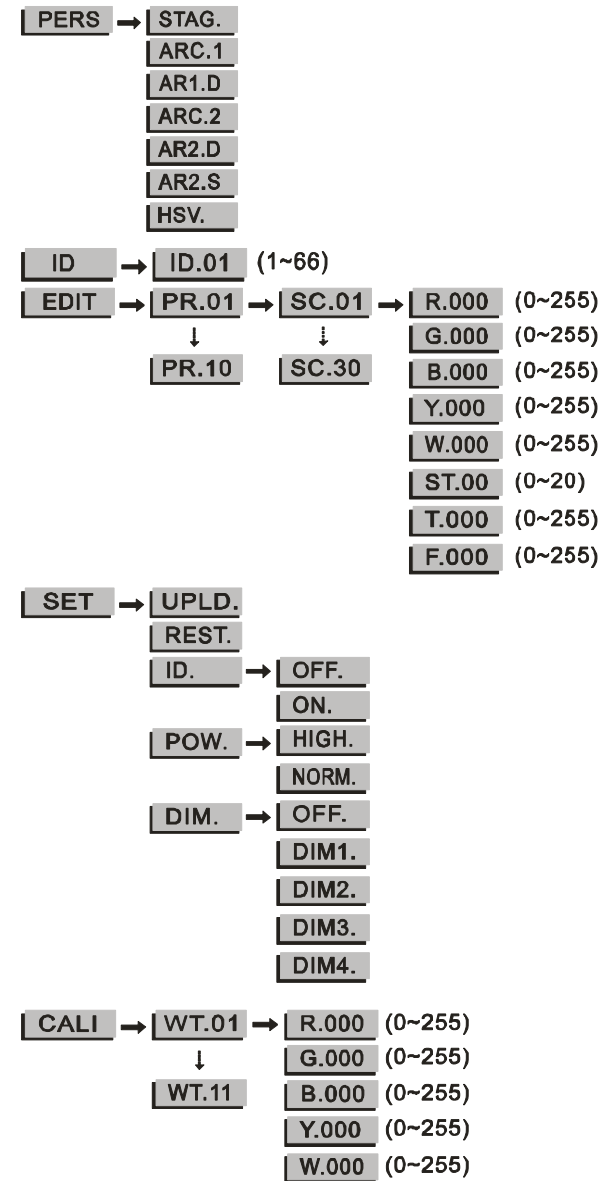 PERS STAG.
ARC.1
AR1.D
ARC.2
AR2.D
AR2.S
HSV.
ID ID.01 (1~66)
EDIT PR.01 SC.01 R.000 (0~255)
G.000 (0~255)
PR.10 SC.30 B.000 (0~255)
Y.000 (0~255)
W.000 (0~255)
ST.00 (0~20)
T.000 (0~255)
F.000 (0~255)
SET UPLD.
REST.
ID. OFF.
ON.
POW. HIGH.
NORM.
DIM. OFF.
DIM1.
DIM2.
DIM3.
DIM4.
CALI WT.01 R.000 (0~255)
G.000 (0~255)
WT.11 B.000 (0~255)
Y.000 (0~255)
W.000 (0~255)